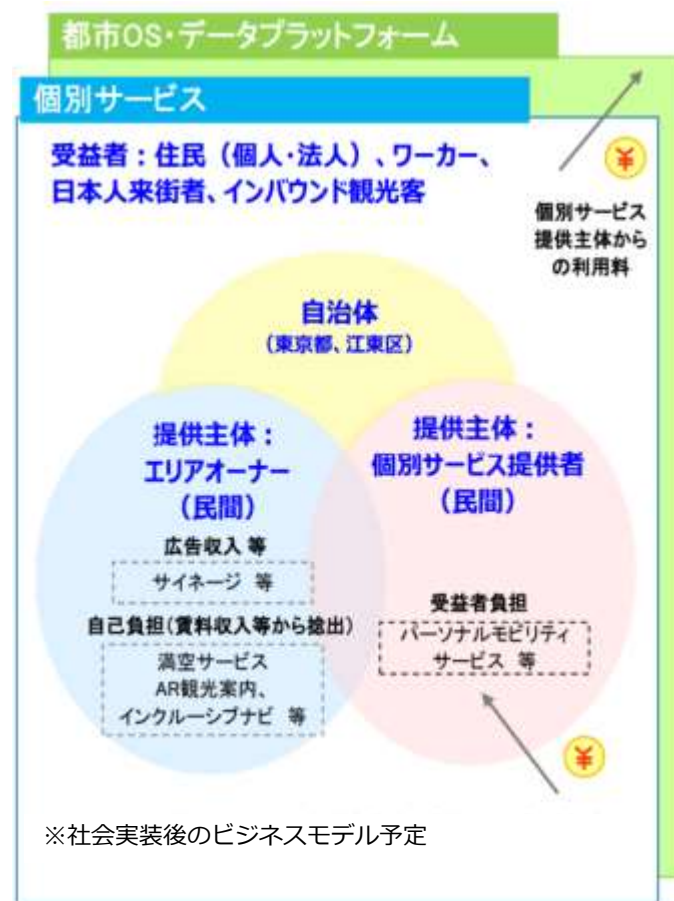 都市OS・データプラットフォーム
個別サービス
受益者：住民（個人・法人）、ワーカー、
日本人来街者、インバウンド観光客
¥
個別サービス
提供主体から
の利用料
自治体
（東京都、江東区）
提供主体：
エリアオーナー
（民間）
広告収入 等
サイネージ 等
自己負担（賃料収入等から捻出）
満空サービス
AR観光案内、
インクルーシブナビ 等
提供主体：
個別サービス提供者
（民間）
受益者負担
パーソナルモビリティ
サービス 等
¥
※社会実装後のビジネスモデル予定